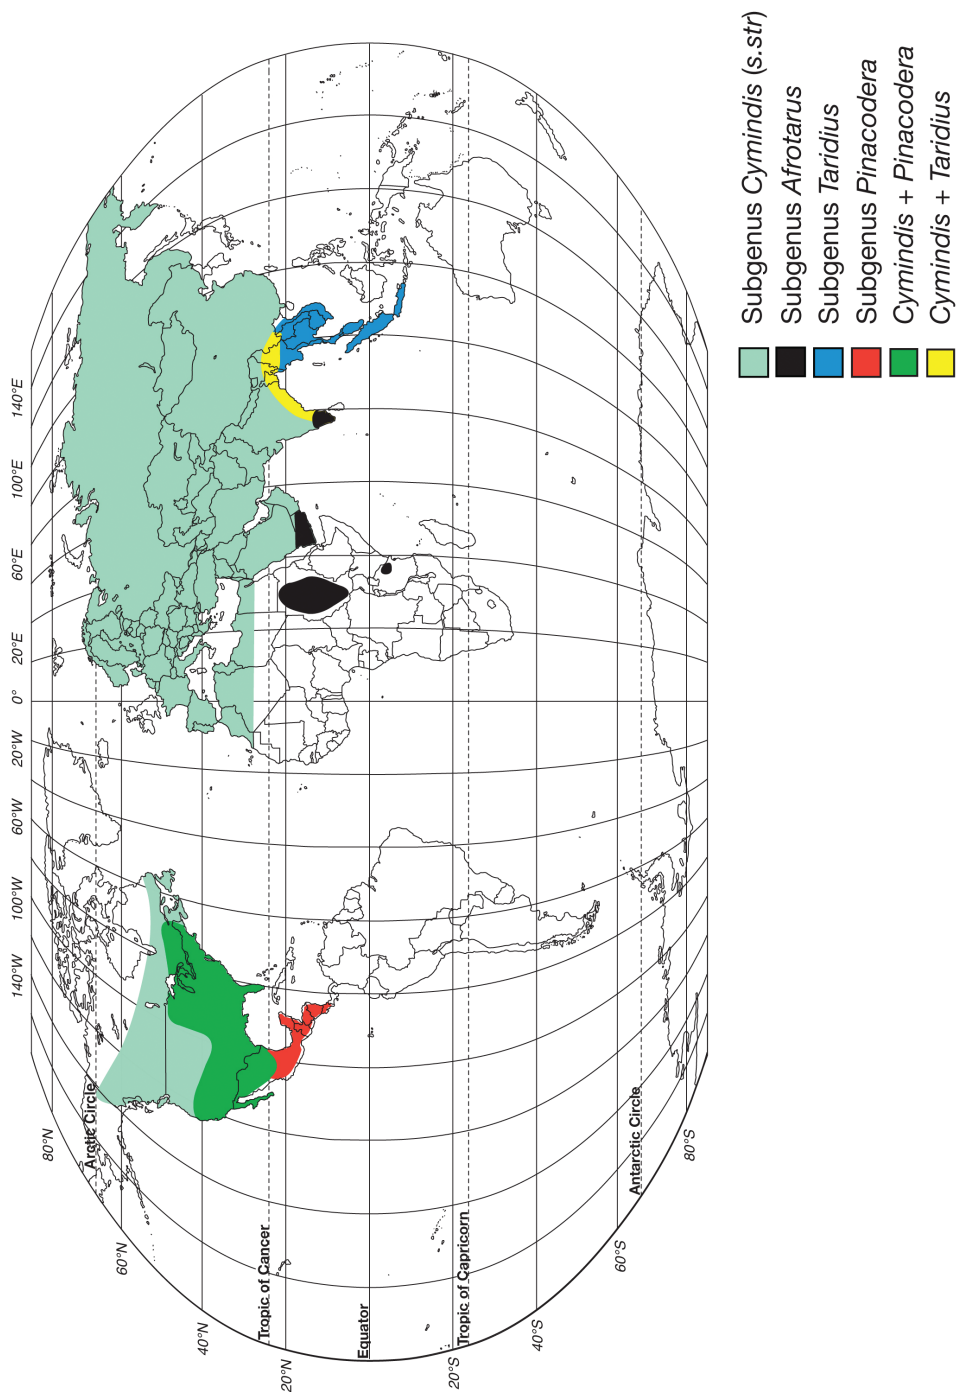 140°W
100°W
60°W
20°W
0°
20°E
60°E
100°E
140°E
80°N
Arctic Circle
60°N
40°N
Tropic of Cancer
20°N
Equator
20°S
Tropic of Capricorn
40°S
60°S
Antarctic Circle
80°S
Subgenus Cymindis (s.str)
Subgenus Afrotarus
Subgenus Taridius
Subgenus Pinacodera
Cymindis + Pinacodera
Cymindis + Taridius